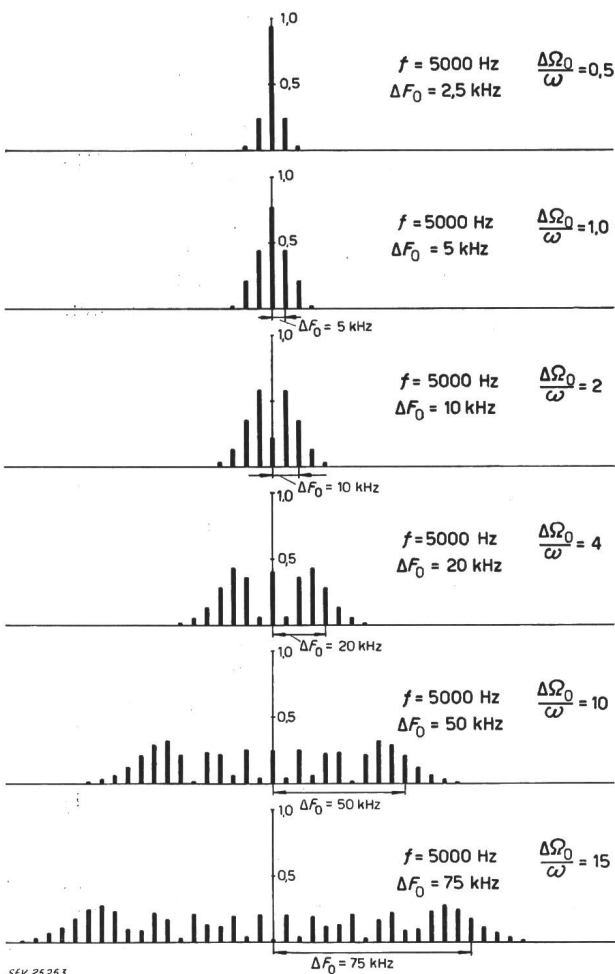 1,0
f = 5000 Hz ΔΩ₀/ω = 0,5
0,5
ΔF₀ = 2,5 kHz
1,0
f = 5000 Hz ΔΩ₀/ω = 1,0
0,5
ΔF₀ = 5 kHz
ΔF₀ = 5 kHz
1,0
f = 5000 Hz ΔΩ₀/ω = 2
ΔF₀ = 10 kHz
ΔF₀ = 10 kHz
1,0
f = 5000 Hz ΔΩ₀/ω = 4
0,5
ΔF₀ = 20 kHz
ΔF₀ = 20 kHz
1,0
f = 5000 Hz ΔΩ₀/ω = 10
0,5
ΔF₀ = 50 kHz
ΔF₀ = 50 kHz
1,0
f = 5000 Hz ΔΩ₀/ω = 15
0,5
ΔF₀ = 75 kHz
ΔF₀ = 75 kHz
SEV 26263